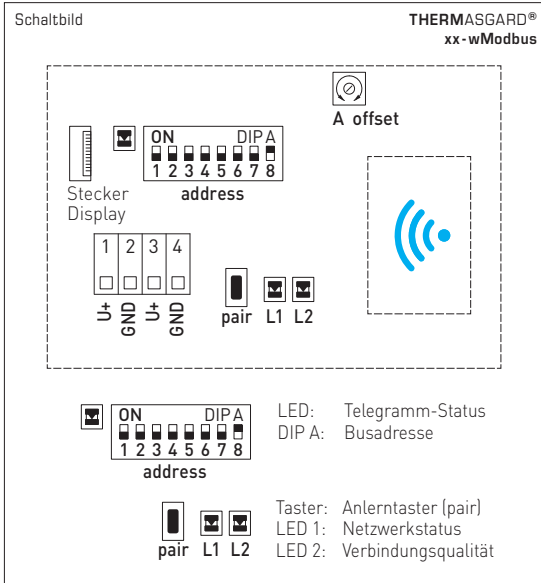 Schaltbild
THERMASGARD®
xx-wModbus
A offset
ON DIP A
1 2 3 4 5 6 7 8
address
Stecker
Display
1 2 3 4
U+ GND U+ GND
pair L1 L2
ON DIP A
1 2 3 4 5 6 7 8
address
LED: Telegramm-Status
DIP A: Busadresse
pair L1 L2
Taster: Anlerntaster (pair)
LED 1: Netzwerkstatus
LED 2: Verbindungsqualität